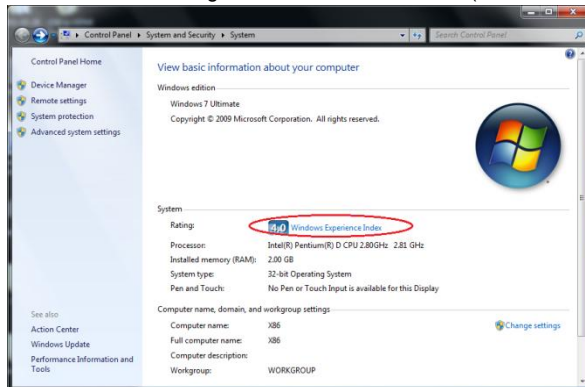 Control Panel ▸ System and Security ▸ System
Search Control Panel
Control Panel Home
Device Manager
Remote settings
System protection
Advanced system settings
See also
Action Center
Windows Update
Performance Information and
Tools
View basic information about your computer
Windows edition
Windows 7 Ultimate
Copyright © 2009 Microsoft Corporation. All rights reserved.
System
Rating: 4,0 Windows Experience Index
Processor: Intel(R) Pentium(R) D CPU 2.80GHz 2.81 GHz
Installed memory (RAM): 2.00 GB
System type: 32-bit Operating System
Pen and Touch: No Pen or Touch Input is available for this Display
Computer name, domain, and workgroup settings
Computer name: X86
Change settings
Full computer name: X86
Computer description:
Workgroup: WORKGROUP